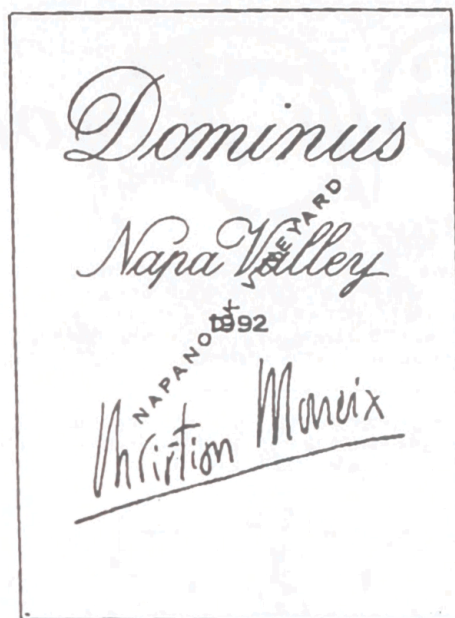 Dominus
Napa Valley
1992
NAPANOOK VINEYARD
Christian Moueix